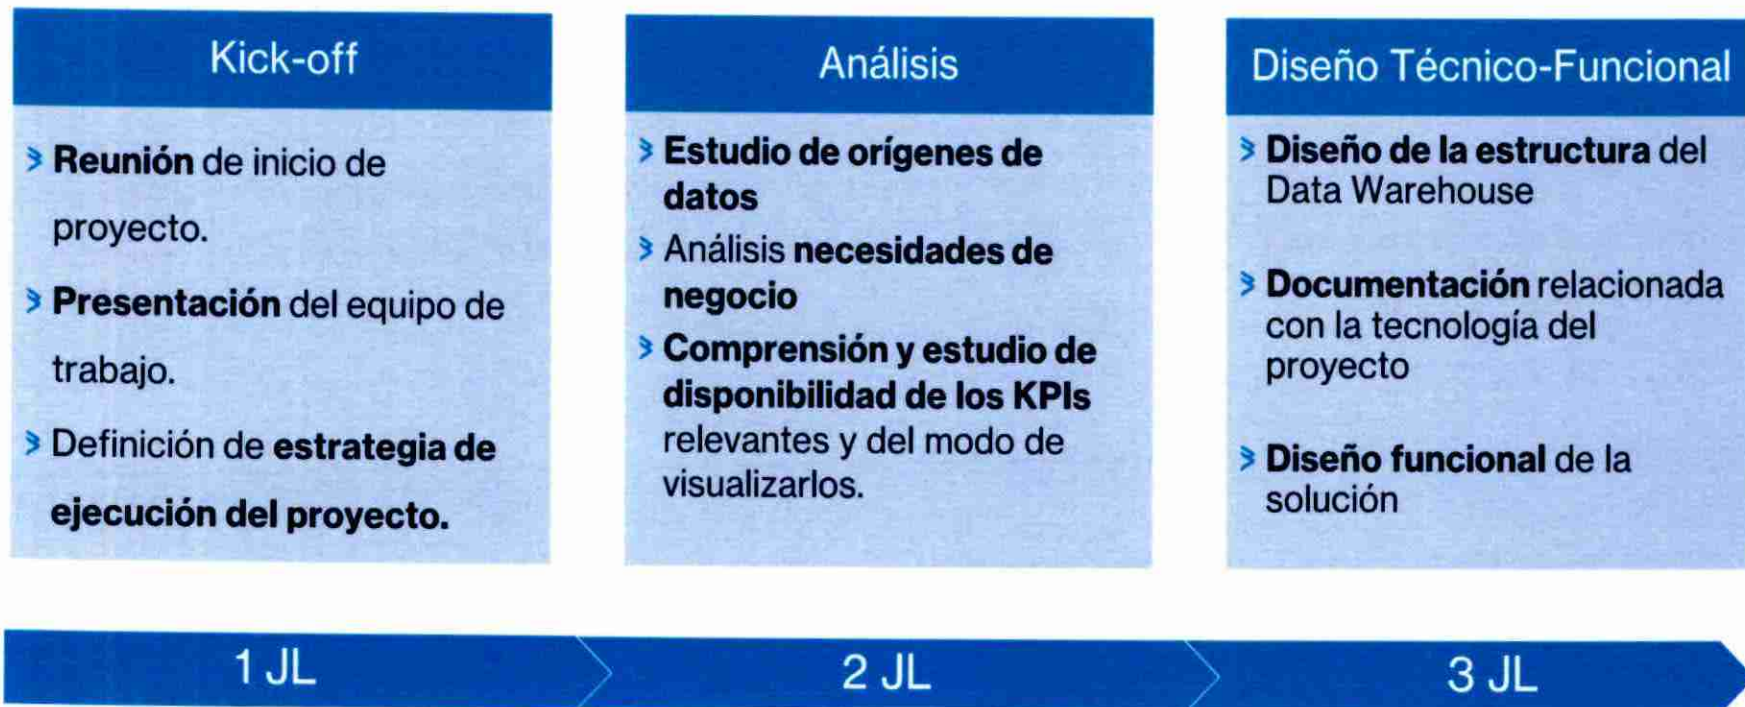 Kick-off
Reunión de inicio de
proyecto.
Presentación del equipo de
trabajo.
Definición de estrategia de
ejecución del proyecto.
Análisis
Estudio de orígenes de
datos
Análisis necesidades de
negocio
Comprensión y estudio de
disponibilidad de los KPIs
relevantes y del modo de
visualizarlos.
Diseño Técnico-Funcional
Diseño de la estructura del
Data Warehouse
Documentación relacionada
con la tecnología del
proyecto
Diseño funcional de la
solución
1 JL
2 JL
3 JL